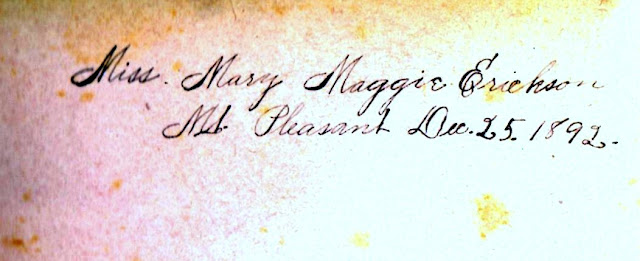 Miss. Mary Maggie Erickson
Mt. Pleasant Dec. 25. 1892.